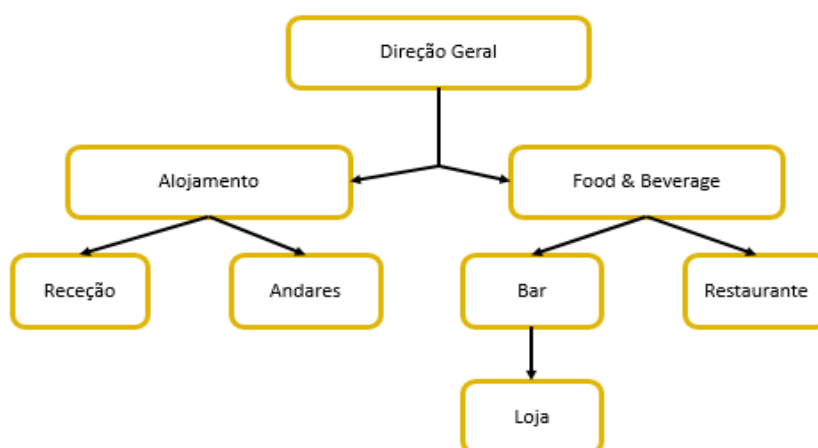 Direção Geral
Alojamento
Food & Beverage
Receção
Andares
Bar
Restaurante
Loja